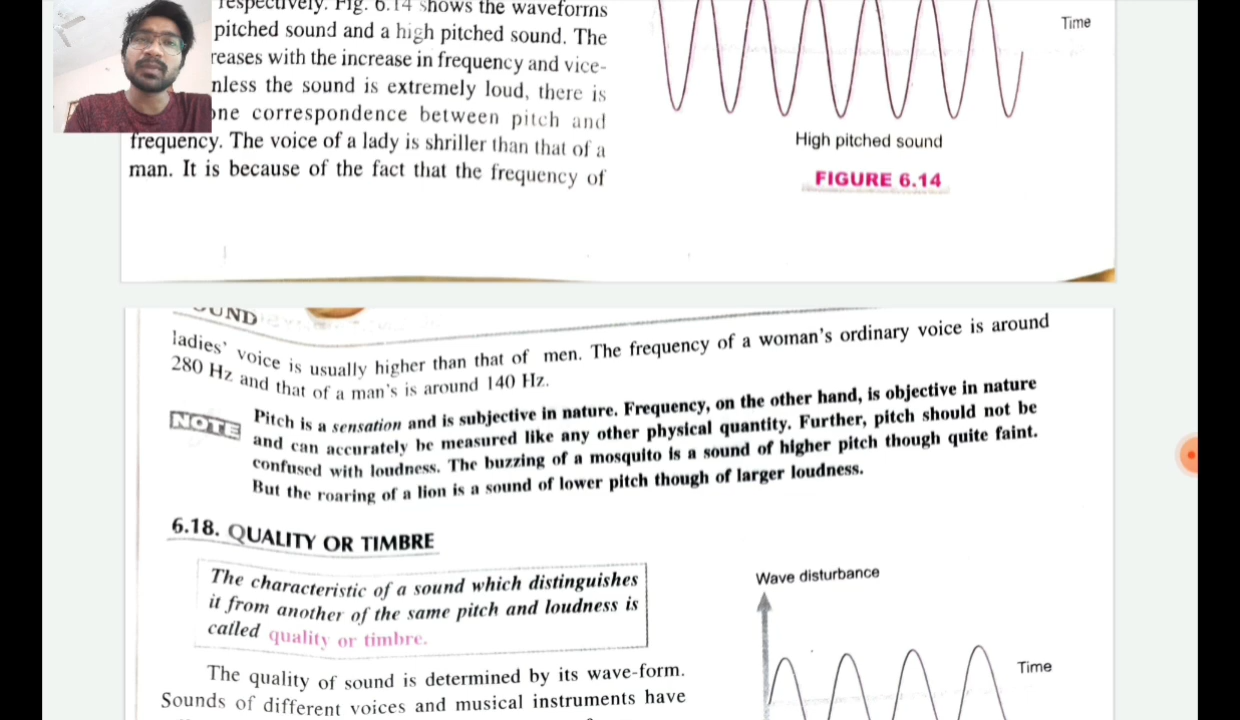 respectively. Fig. 6.14 shows the waveforms
pitched sound and a high pitched sound. The
reases with the increase in frequency and vice-
nless the sound is extremely loud, there is
one correspondence between pitch and
frequency. The voice of a lady is shriller than that of a
man. It is because of the fact that the frequency of
Time
High pitched sound
FIGURE 6.14
OUND
ladies' voice is usually higher than that of men. The frequency of a woman's ordinary voice is around
280 Hz and that of a man's is around 140 Hz.
NOTE
Pitch is a sensation and is subjective in nature. Frequency, on the other hand, is objective in nature
and can accurately be measured like any other physical quantity. Further, pitch should not be
confused with loudness. The buzzing of a mosquito is a sound of higher pitch though quite faint.
But the roaring of a lion is a sound of lower pitch though of larger loudness.
6.18. QUALITY OR TIMBRE
The characteristic of a sound which distinguishes
it from another of the same pitch and loudness is
called quality or timbre.
The quality of sound is determined by its wave-form.
Sounds of different voices and musical instruments have
Wave disturbance
Time